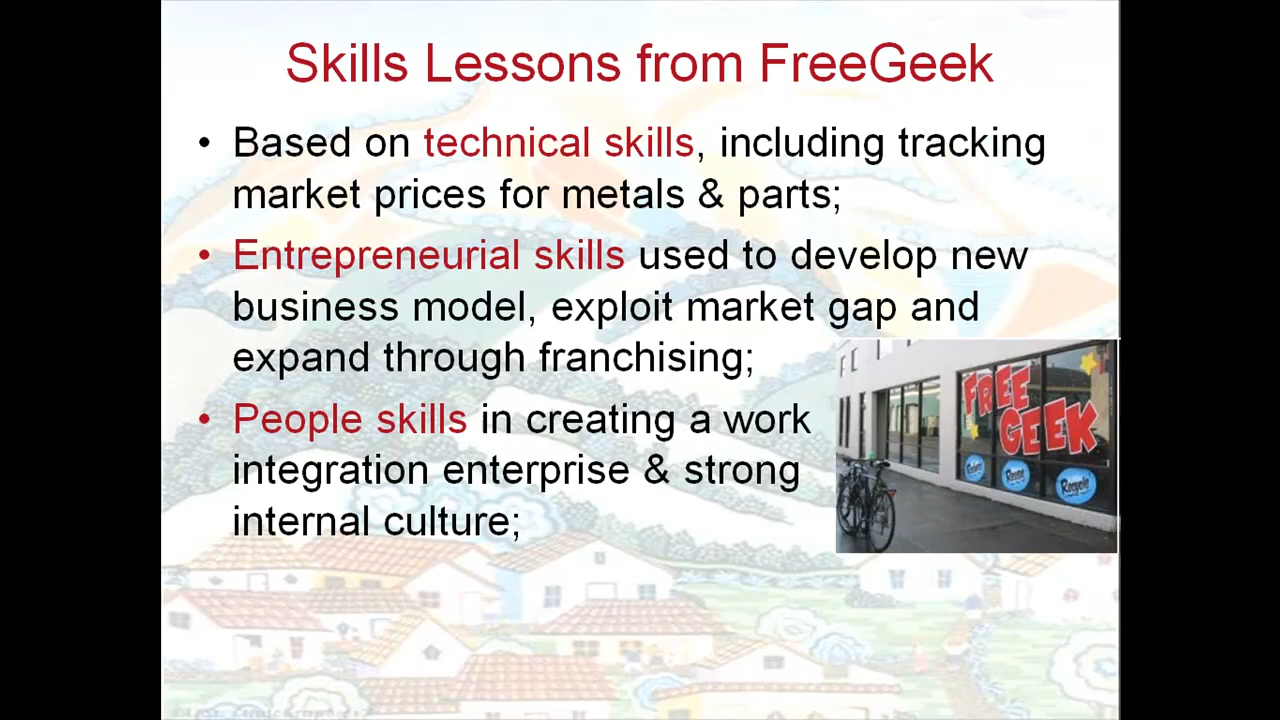 Skills Lessons from FreeGeek
• Based on technical skills, including tracking
market prices for metals & parts;
• Entrepreneurial skills used to develop new
business model, exploit market gap and
expand through franchising;
• People skills in creating a work
integration enterprise & strong
internal culture;
FREE
GEEK
Reduce
Reuse
Recycle